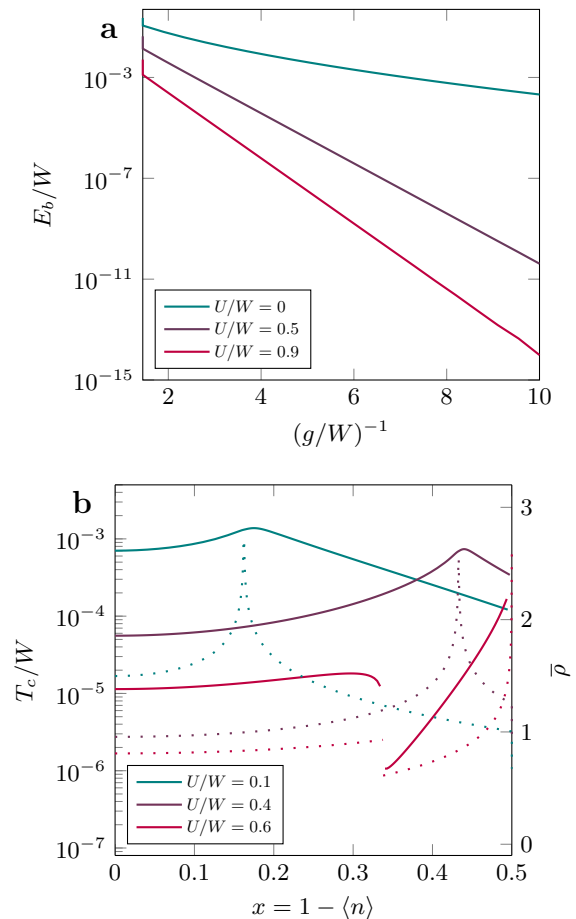 a
10^{-3}
10^{-7}
10^{-11}
10^{-15}
E_b/W
U/W = 0
U/W = 0.5
U/W = 0.9
2 4 6 8 10
(g/W)^{-1}
b
10^{-3}
10^{-4}
10^{-5}
10^{-6}
10^{-7}
T_c/W
3
2
1
0
\overline{ρ}
U/W = 0.1
U/W = 0.4
U/W = 0.6
0 0.1 0.2 0.3 0.4 0.5
x = 1 − ⟨n⟩